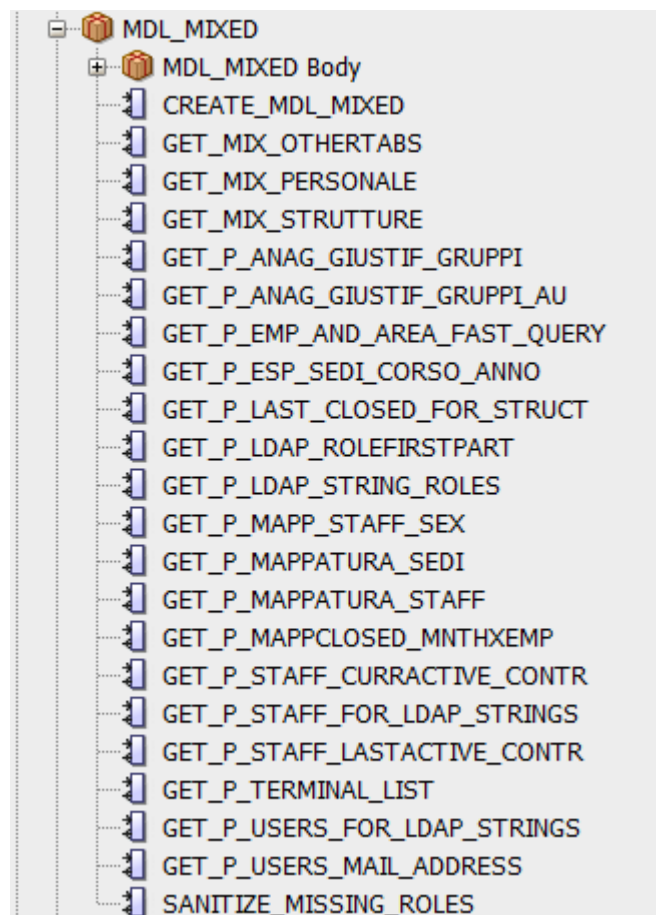 MDL_MIXED
MDL_MIXED Body
CREATE_MDL_MIXED
GET_MIX_OTHERTABS
GET_MIX_PERSONALE
GET_MIX_STRUTTURE
GET_P_ANAG_GIUSTIF_GRUPPI
GET_P_ANAG_GIUSTIF_GRUPPI_AU
GET_P_EMP_AND_AREA_FAST_QUERY
GET_P_ESP_SEDI_CORSO_ANNO
GET_P_LAST_CLOSED_FOR_STRUCT
GET_P_LDAP_ROLEFIRSTPART
GET_P_LDAP_STRING_ROLES
GET_P_MAPP_STAFF_SEX
GET_P_MAPPATURA_SEDI
GET_P_MAPPATURA_STAFF
GET_P_MAPPCLOSED_MNTHXEMP
GET_P_STAFF_CURRACTIVE_CONTR
GET_P_STAFF_FOR_LDAP_STRINGS
GET_P_STAFF_LASTACTIVE_CONTR
GET_P_TERMINAL_LIST
GET_P_USERS_FOR_LDAP_STRINGS
GET_P_USERS_MAIL_ADDRESS
SANITIZE_MISSING_ROLES